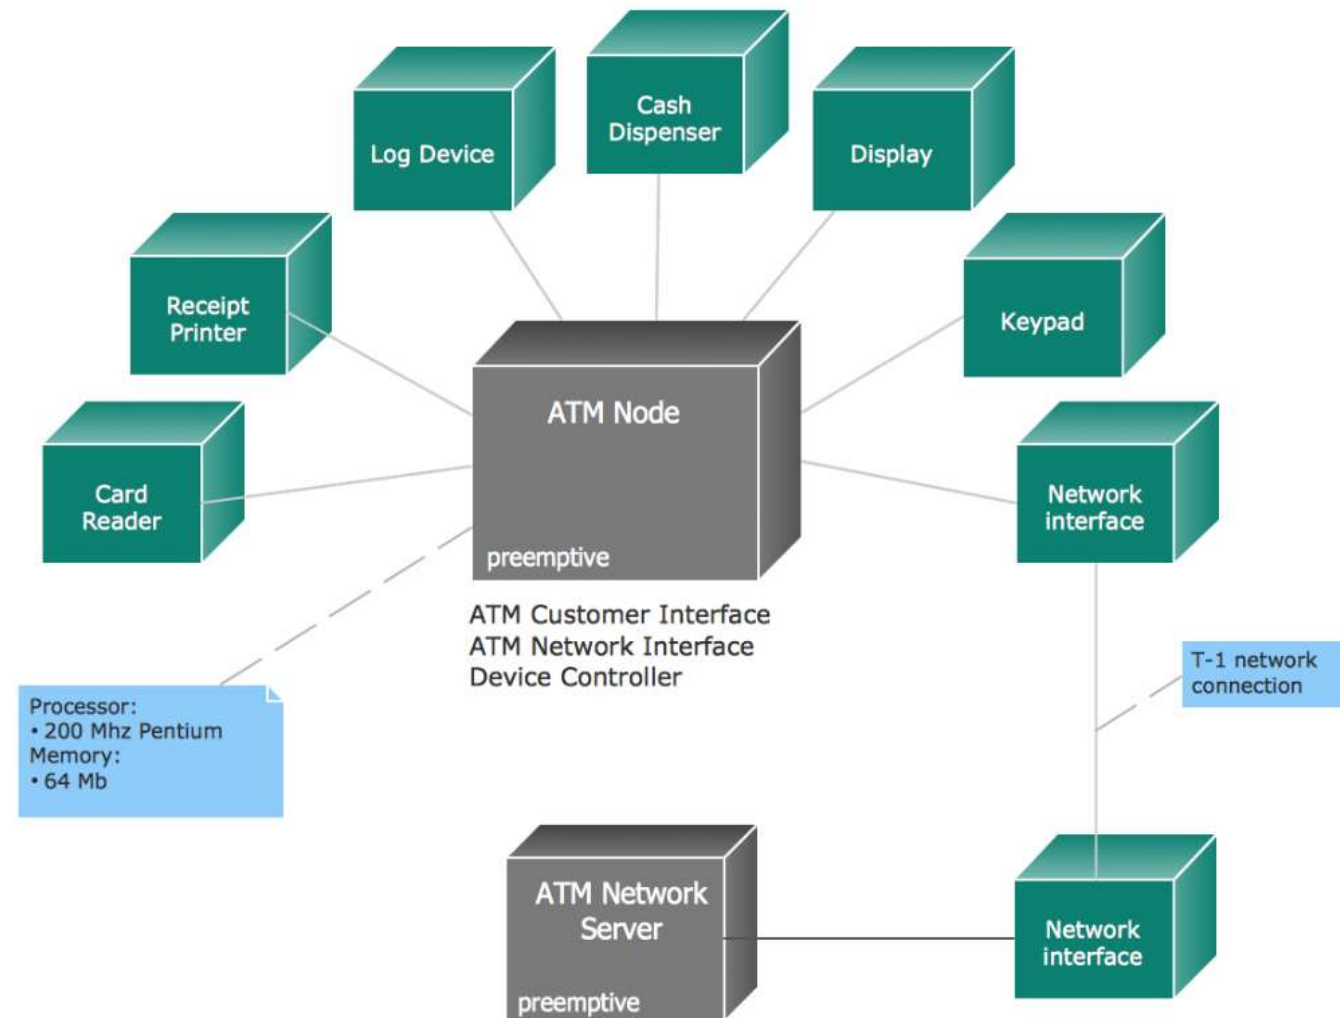 Cash
Dispenser
Log Device
Display
Receipt
Printer
Keypad
ATM Node
preemptive
Card
Reader
Network
interface
ATM Customer Interface
ATM Network Interface
Device Controller
T-1 network
connection
Processor:
• 200 Mhz Pentium
Memory:
• 64 Mb
ATM Network
Server
preemptive
Network
interface